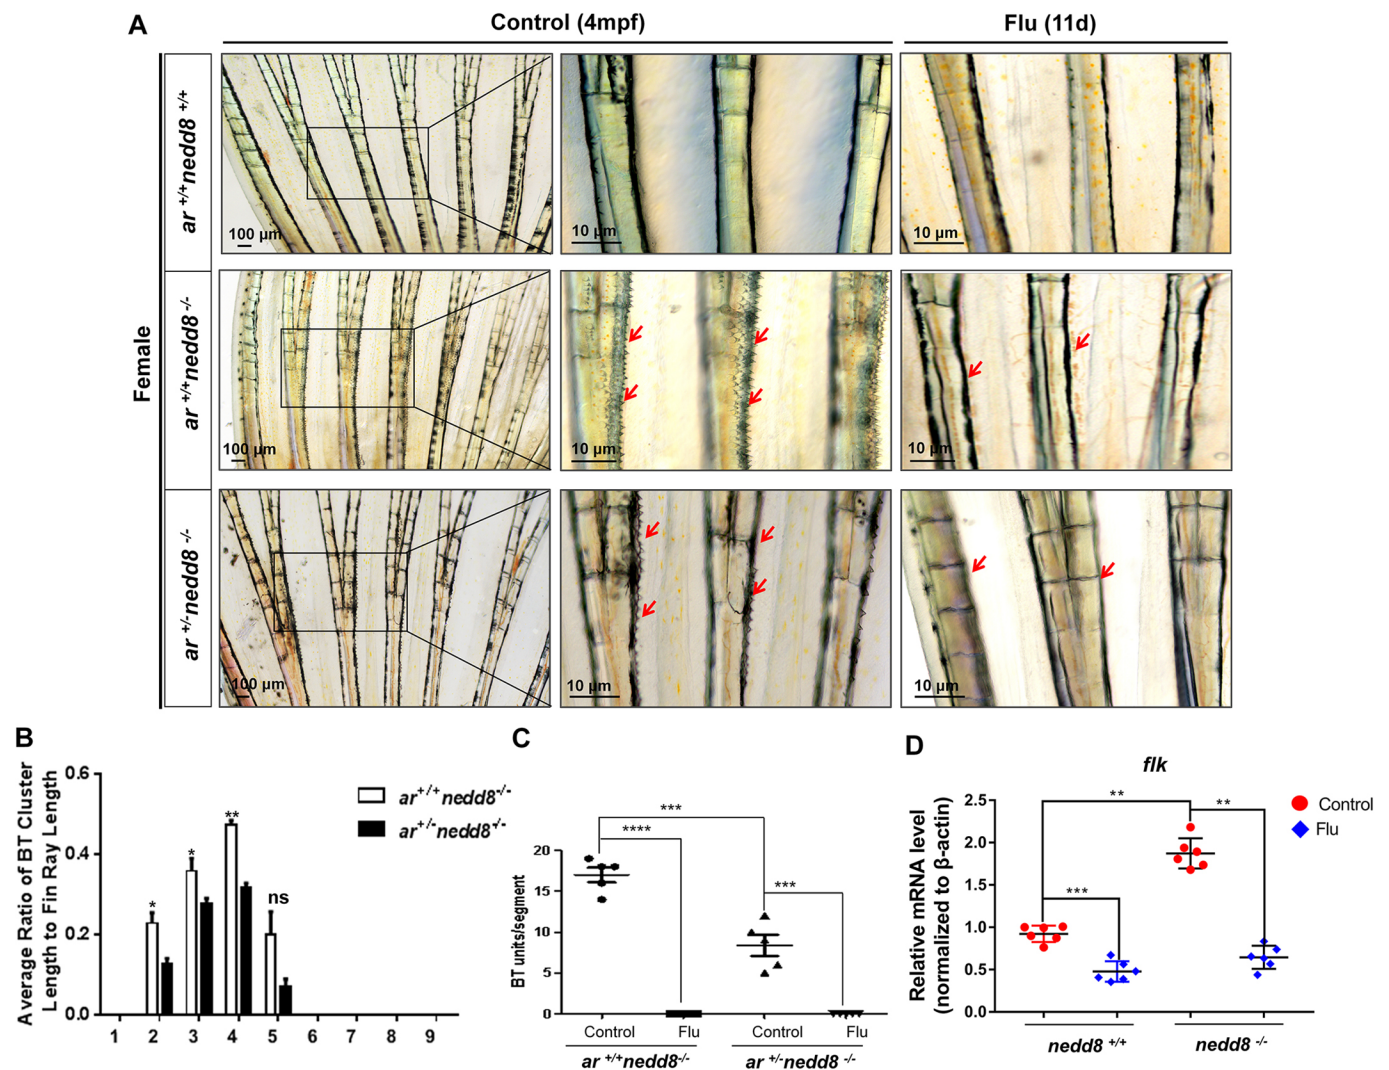 A
Control (4mpf)
Flu (11d)
Female
ar +/+nedd8 +/+
100 µm
10 µm
10 µm
ar +/+nedd8 -/-
100 µm
10 µm
10 µm
ar +/-nedd8 -/-
100 µm
10 µm
10 µm
B
Average Ratio of BT Cluster
Length to Fin Ray Length
0.6
0.4
0.2
0.0
* * ** ns
1 2 3 4 5 6 7 8 9
ar+/+nedd8-/-
ar+/-nedd8-/-
C
BT units/segment
20
15
10
5
0
***
****
***
Control Flu Control Flu
ar +/+nedd8-/- ar +/-nedd8 -/-
D
flk
Relative mRNA level
(normalized to β-actin)
2.5
2.0
1.5
1.0
0.5
0.0
** **
***
Control
Flu
nedd8 +/+ nedd8 -/-